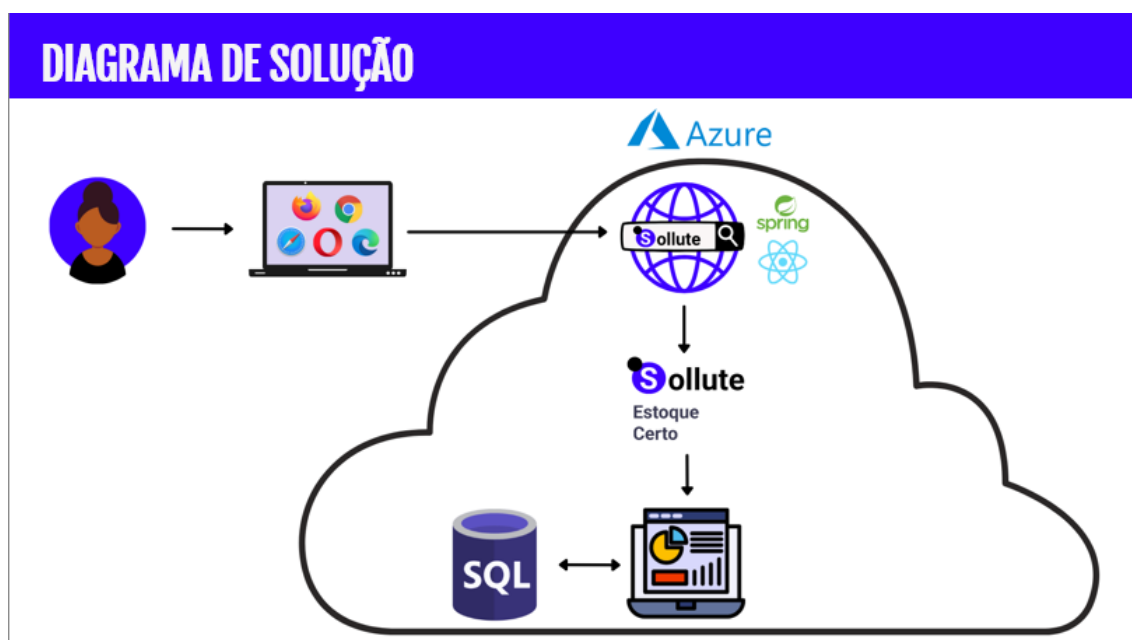 DIAGRAMA DE SOLUÇÃO
Azure
Sollute
spring
Sollute
Estoque
Certo
SQL